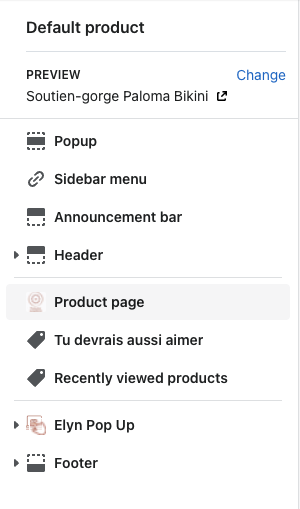 Default product
PREVIEW
Change
Soutien-gorge Paloma Bikini
Popup
Sidebar menu
Announcement bar
Header
Product page
Tu devrais aussi aimer
Recently viewed products
Elyn Pop Up
Footer